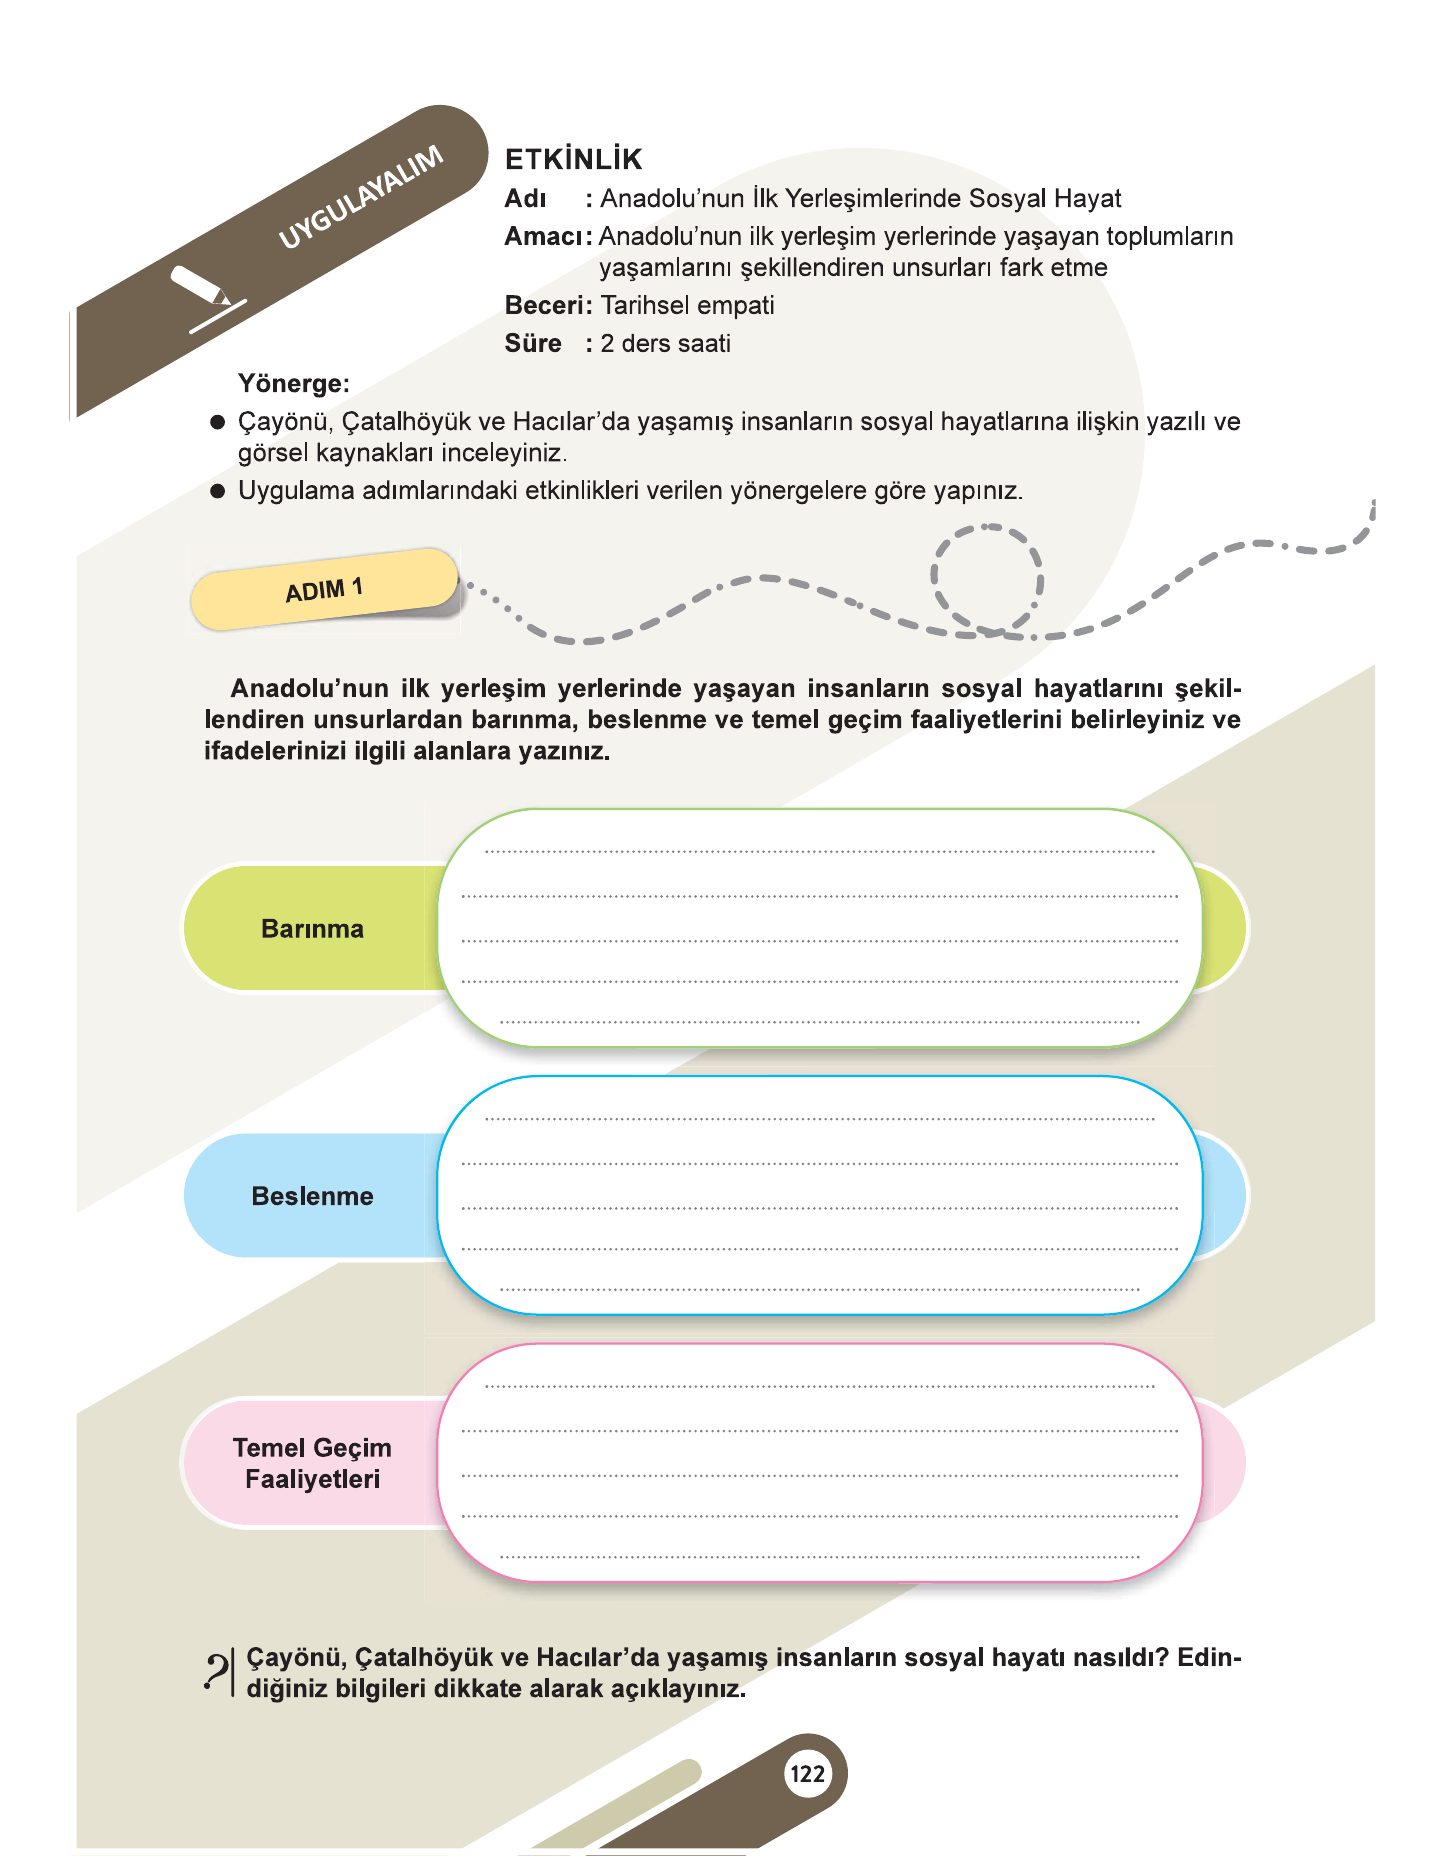 UYGULAYALIM
ETKİNLİK
Adı : Anadolu’nun İlk Yerleşimlerinde Sosyal Hayat
Amacı: Anadolu’nun ilk yerleşim yerlerinde yaşayan toplumların
yaşamlarını şekillendiren unsurları fark etme
Beceri: Tarihsel empati
Süre : 2 ders saati
Yönerge:
● Çayönü, Çatalhöyük ve Hacılar’da yaşamış insanların sosyal hayatlarına ilişkin yazılı ve
görsel kaynakları inceleyiniz.
● Uygulama adımlarındaki etkinlikleri verilen yönergelere göre yapınız.
ADIM 1
Anadolu’nun ilk yerleşim yerlerinde yaşayan insanların sosyal hayatlarını şekil-
lendiren unsurlardan barınma, beslenme ve temel geçim faaliyetlerini belirleyiniz ve
ifadelerinizi ilgili alanlara yazınız.
Barınma
Beslenme
Temel Geçim
Faaliyetleri
Çayönü, Çatalhöyük ve Hacılar’da yaşamış insanların sosyal hayatı nasıldı? Edin-
diğiniz bilgileri dikkate alarak açıklayınız.
122